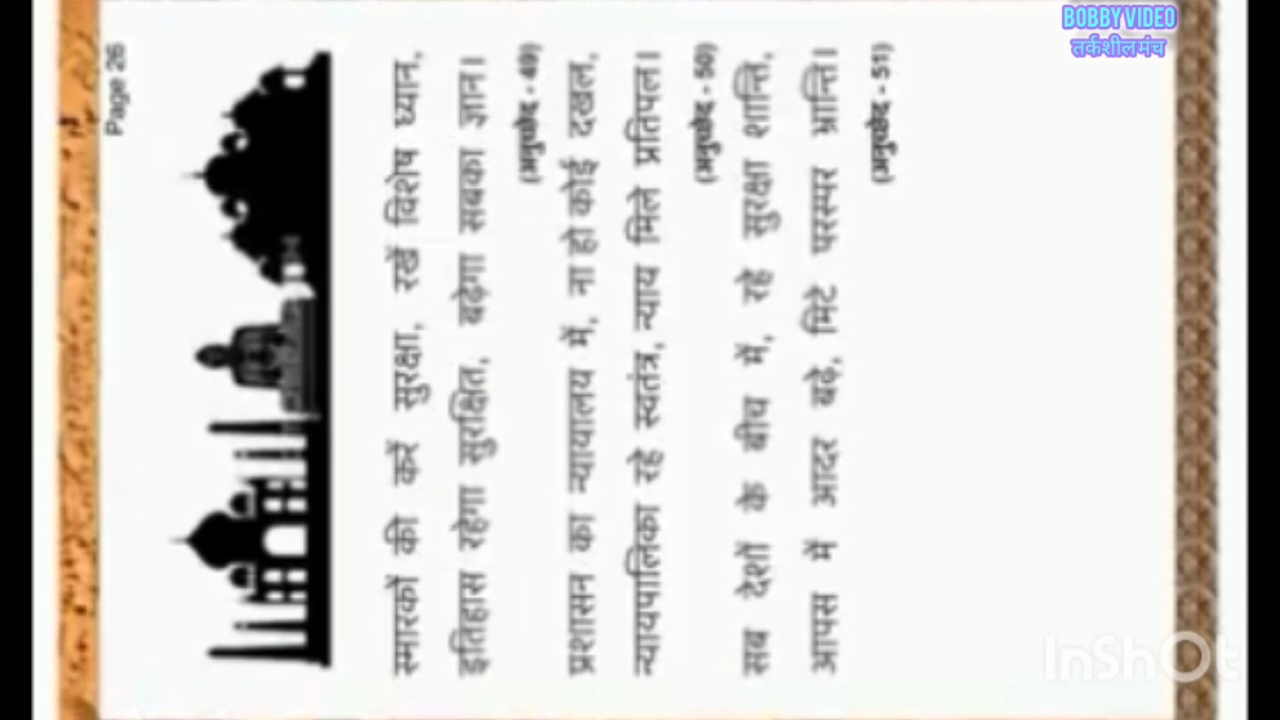 BOBBY VIDEO
तर्कशील मंच
Page 26
स्मारकों की करें सुरक्षा, रखें विशेष ध्यान,
इतिहास रहेगा सुरक्षित, बढ़ेगा सबका ज्ञान।
(अनुच्छेद - 49)
प्रशासन का न्यायालय में, ना हो कोई दखल,
न्यायपालिका रहे स्वतंत्र, न्याय मिले प्रतिपल।
(अनुच्छेद - 50)
सब देशों के बीच में, रहे सुरक्षा शान्ति,
आपस में आदर बढ़े, मिटे परस्पर भ्रान्ति।
(अनुच्छेद - 51)
InShOt